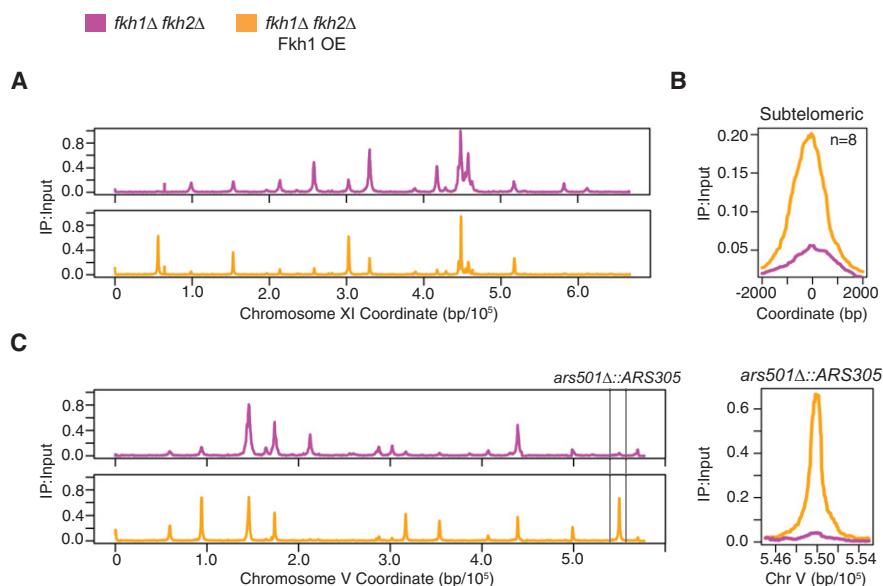 fkh1Δ fkh2Δ
fkh1Δ fkh2Δ
Fkh1 OE
A
IP:Input
0.8
0.4
0.0
0.8
0.4
0.0
0 1.0 2.0 3.0 4.0 5.0 6.0
Chromosome XI Coordinate (bp/10⁵)
B
Subtelomeric
n=8
0.20
0.15
0.10
0.05
-2000 0 2000
Coordinate (bp)
C
ars501Δ::ARS305
IP:Input
0.8
0.4
0.0
0.8
0.4
0.0
0 1.0 2.0 3.0 4.0 5.0
Chromosome V Coordinate (bp/10⁵)
ars501Δ::ARS305
IP:Input
0.6
0.4
0.2
0.0
5.46 5.50 5.54
Chr V (bp/10⁵)